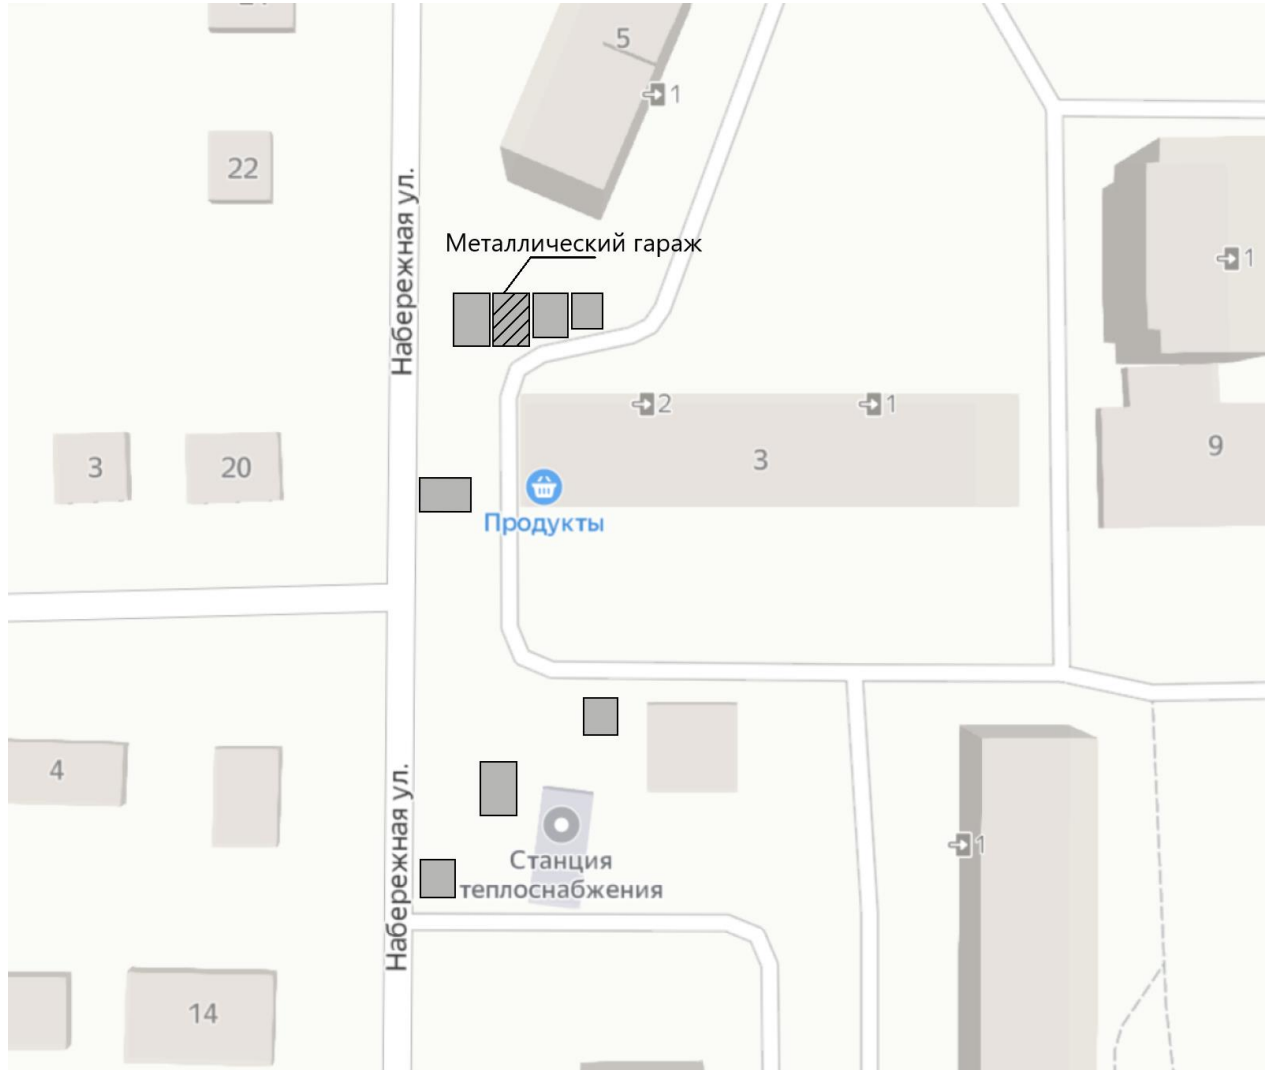 5
1
22
Набережная ул.
Металлический гараж
1
2
1
3
20
3
9
Продукты
4
Набережная ул.
1
Станция
теплоснабжения
14